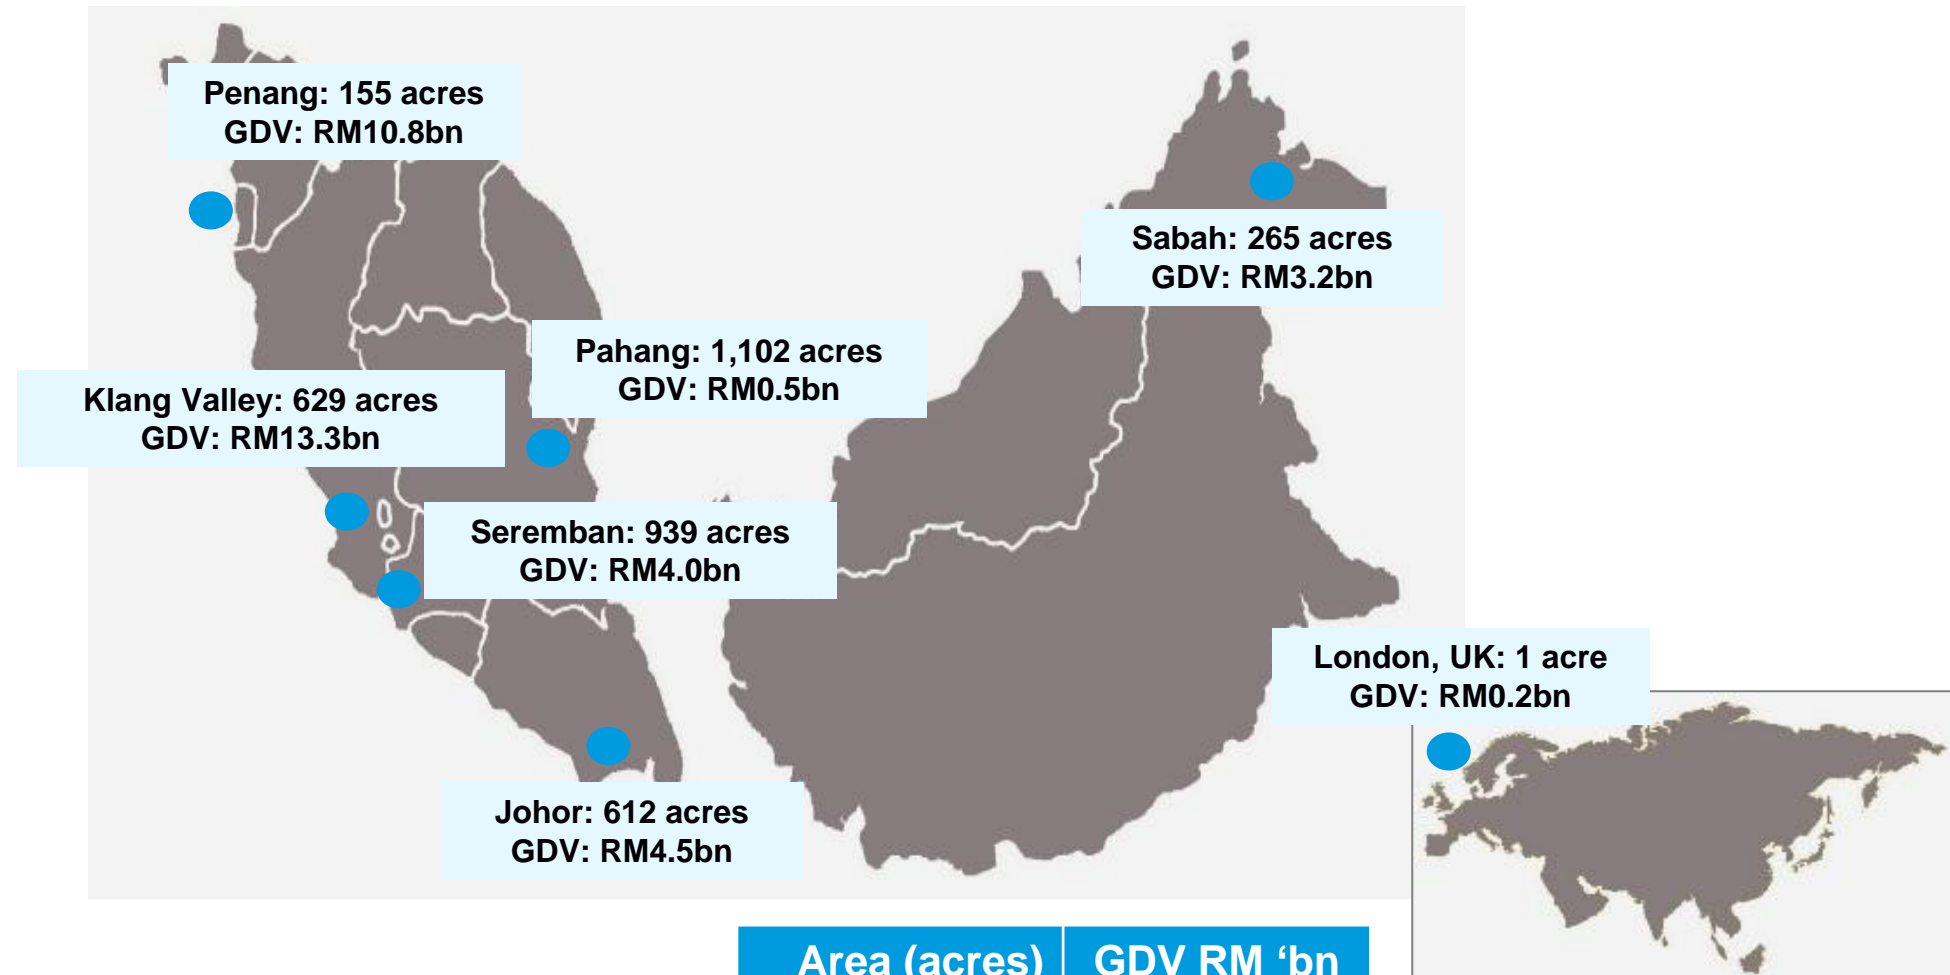 Penang: 155 acres
GDV: RM10.8bn
Sabah: 265 acres
GDV: RM3.2bn
Pahang: 1,102 acres
GDV: RM0.5bn
Klang Valley: 629 acres
GDV: RM13.3bn
Seremban: 939 acres
GDV: RM4.0bn
London, UK: 1 acre
GDV: RM0.2bn
Johor: 612 acres
GDV: RM4.5bn
Area (acres) GDV RM ‘bn